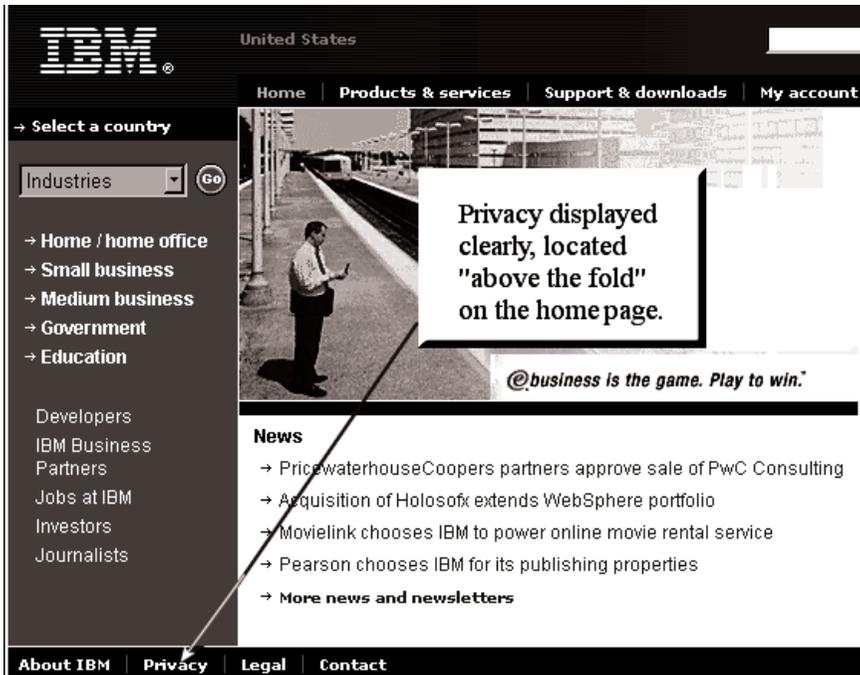 IBM®
United States
Home | Products & services | Support & downloads | My account
→ Select a country
Industries Go
→ Home / home office
→ Small business
→ Medium business
→ Government
→ Education
Developers
IBM Business
Partners
Jobs at IBM
Investors
Journalists
Privacy displayed
clearly, located
"above the fold"
on the home page.
e business is the game. Play to win.™
News
→ PricewaterhouseCoopers partners approve sale of PwC Consulting
→ Acquisition of Holosofx extends WebSphere portfolio
→ Movielink chooses IBM to power online movie rental service
→ Pearson chooses IBM for its publishing properties
→ More news and newsletters
About IBM | Privacy | Legal | Contact